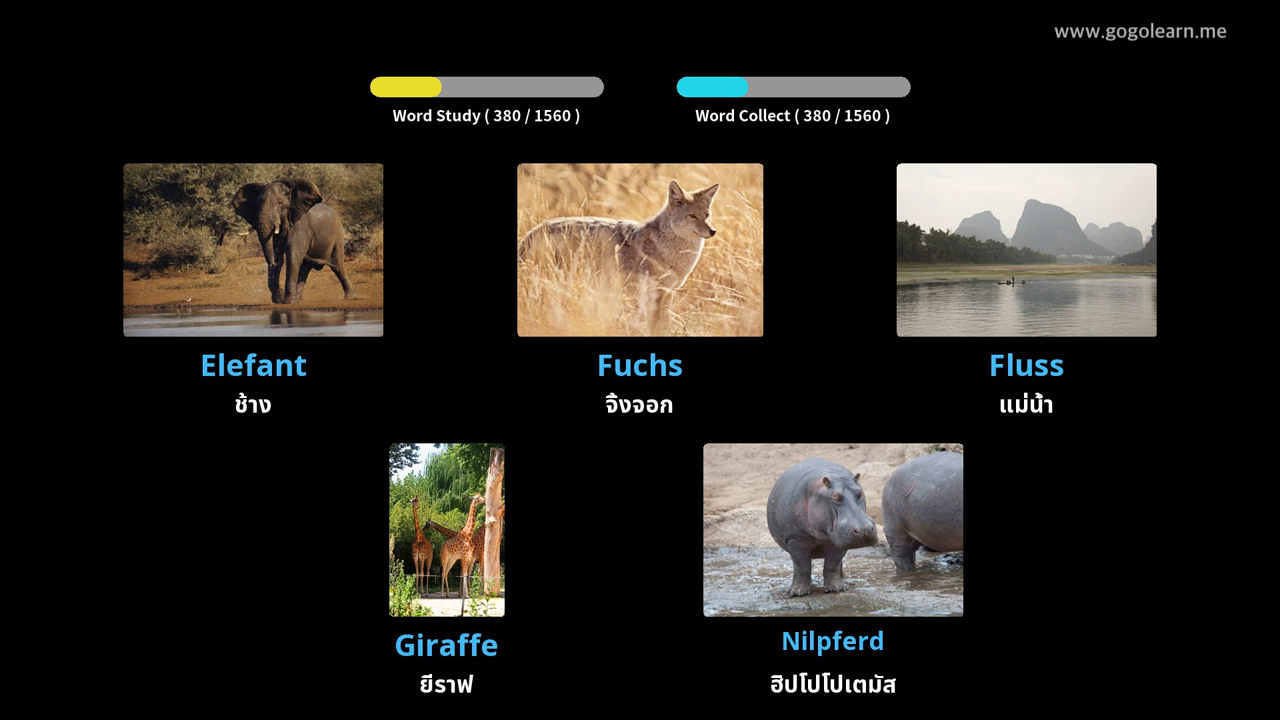 www.gogolearn.me
Word Study ( 380 / 1560 )
Word Collect ( 380 / 1560 )
Elefant
Fuchs
Fluss
ช้าง
จิ้งจอก
แม่น้ำ
Giraffe
Nilpferd
ยีราฟ
ฮิปโปโปเตมัส